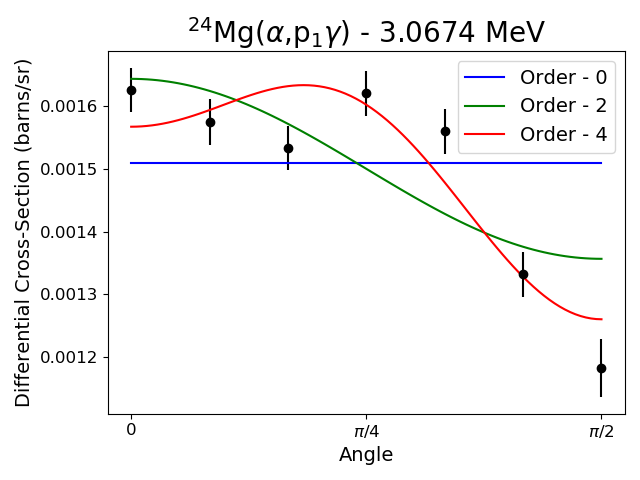 ²⁴Mg(α,p₁γ) - 3.0674 MeV
Differential Cross-Section (barns/sr)
0.0016
0.0015
0.0014
0.0013
0.0012
Order - 0
Order - 2
Order - 4
0
π/4
π/2
Angle